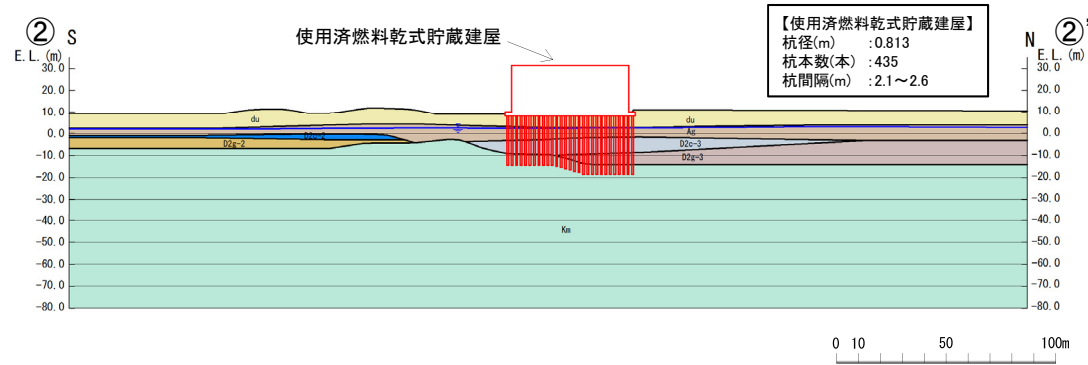 ② S
E.L.(m)
使用済燃料乾式貯蔵建屋
【使用済燃料乾式貯蔵建屋】
杭径(m) :0.813
杭本数(本) :435
杭間隔(m) :2.1～2.6
N ②'
E.L.(m)
30.0 30.0
20.0 20.0
10.0 10.0
du du
0.0 Ag 0.0
D2c-2
D2g-2 D2c-3
-10.0 -10.0
D2g-3
-20.0 -20.0
-30.0 -30.0
-40.0 -40.0
Km
-50.0 -50.0
-60.0 -60.0
-70.0 -70.0
-80.0 -80.0
0 10 50 100m